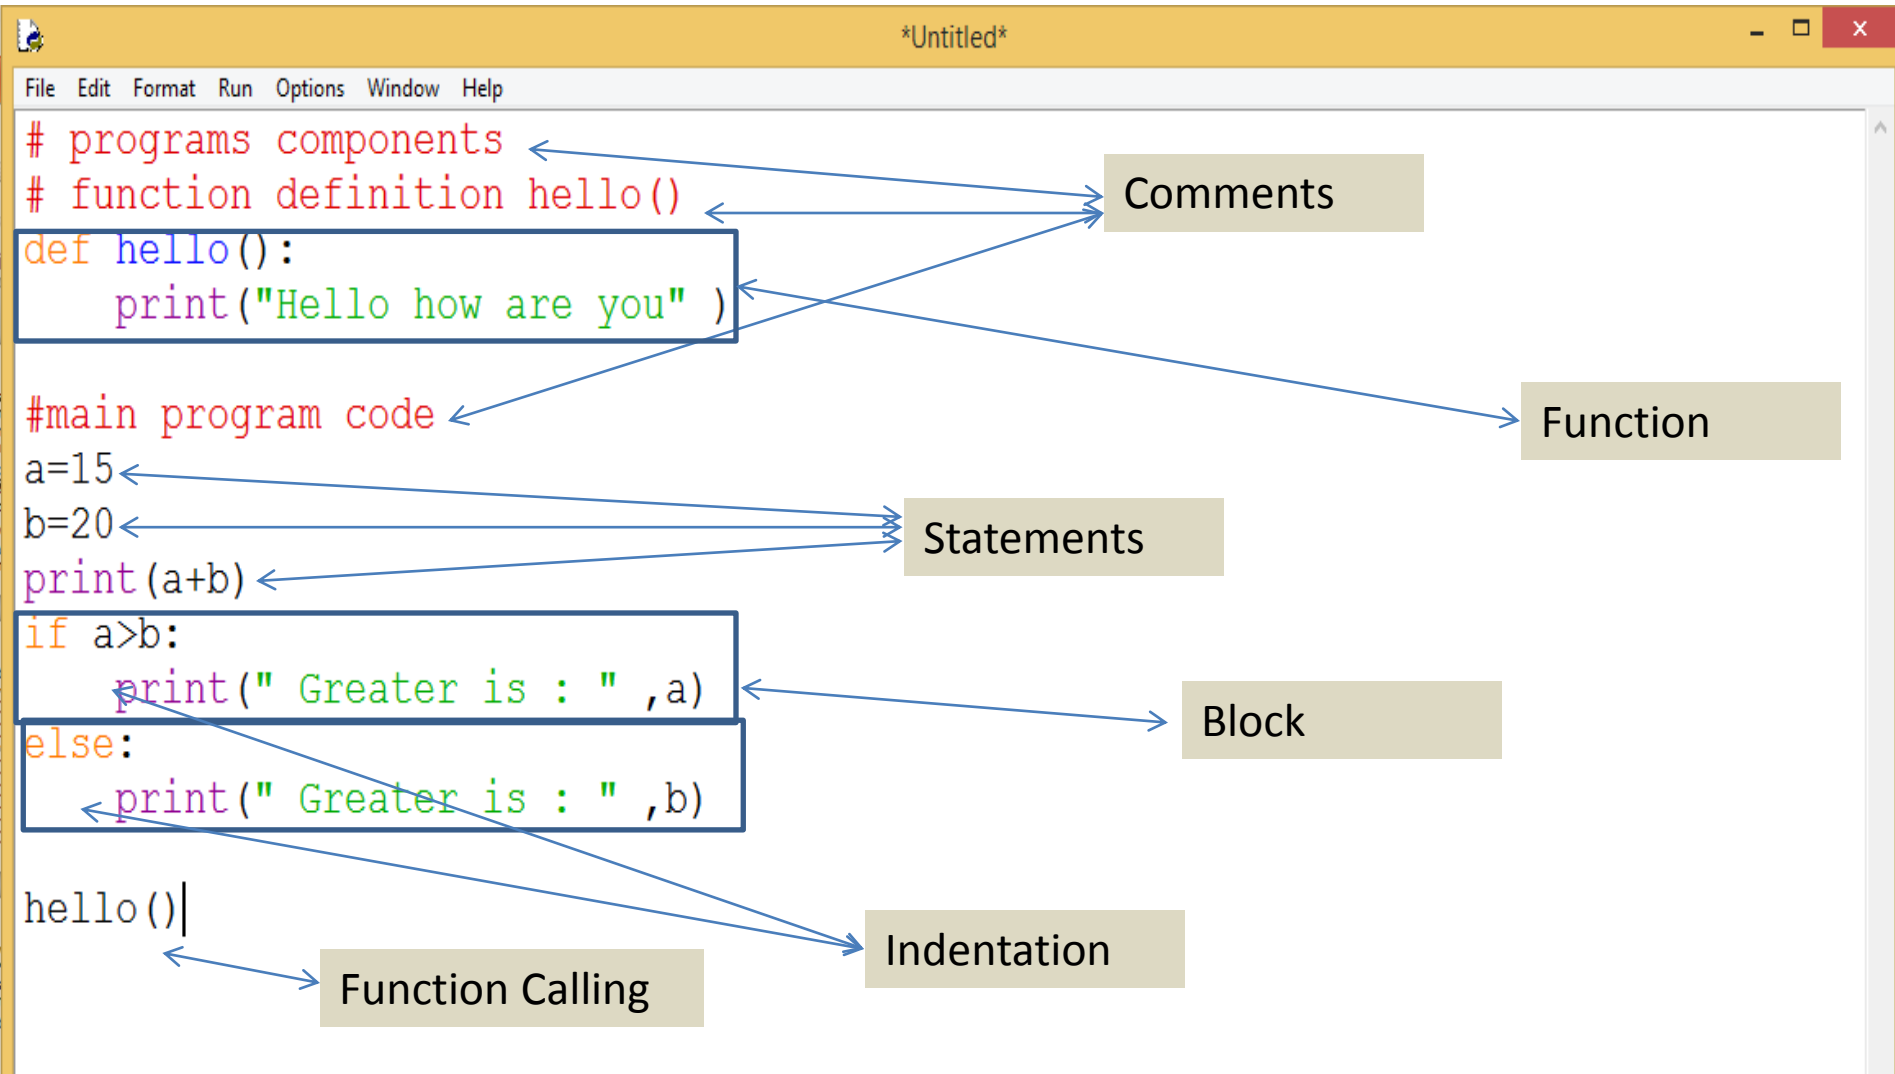 *Untitled*
File Edit Format Run Options Window Help
# programs components
# function definition hello()
def hello():
    print("Hello how are you" )
#main program code
a=15
b=20
print(a+b)
if a>b:
    print(" Greater is : " ,a)
else:
    print(" Greater is : " ,b)
hello()
Comments
Function
Statements
Block
Indentation
Function Calling